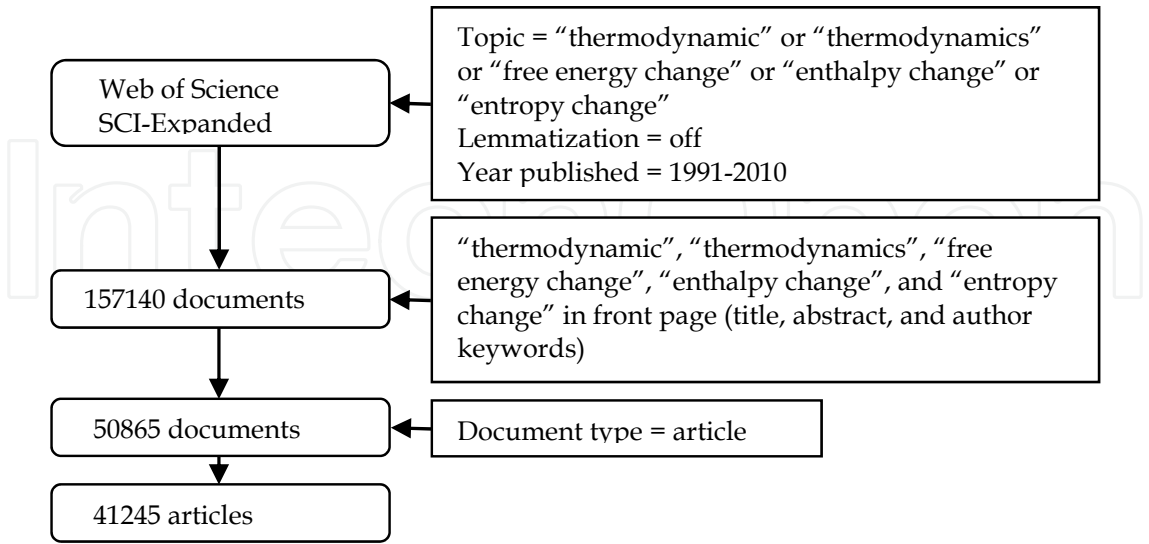 Web of Science
SCI-Expanded
Topic = “thermodynamic” or “thermodynamics”
or “free energy change” or “enthalpy change” or
“entropy change”
Lemmatization = off
Year published = 1991-2010
157140 documents
“thermodynamic”, “thermodynamics”, “free
energy change”, “enthalpy change”, and “entropy
change” in front page (title, abstract, and author
keywords)
50865 documents
Document type = article
41245 articles
IntechOpen